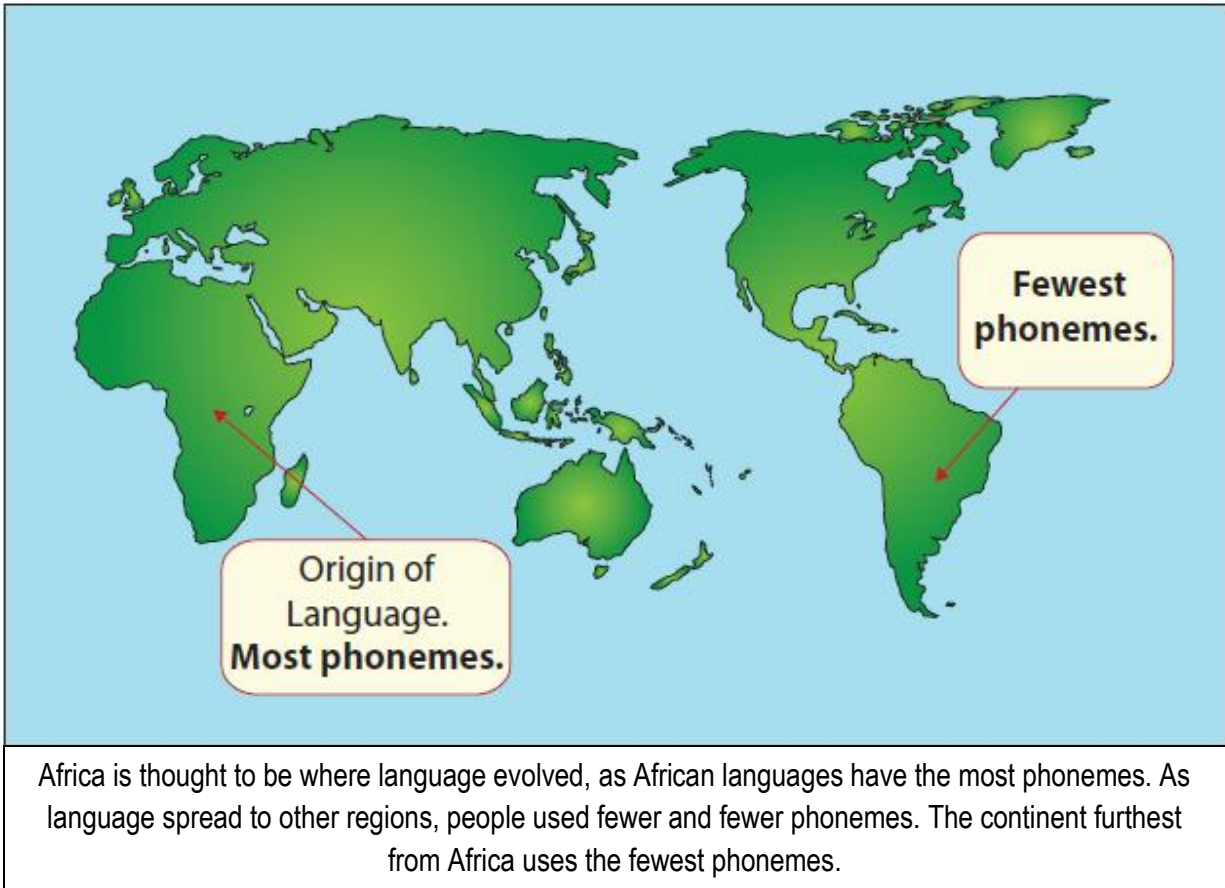 Fewest
phonemes.
Origin of
Language.
Most phonemes.
Africa is thought to be where language evolved, as African languages have the most phonemes. As
language spread to other regions, people used fewer and fewer phonemes. The continent furthest
from Africa uses the fewest phonemes.